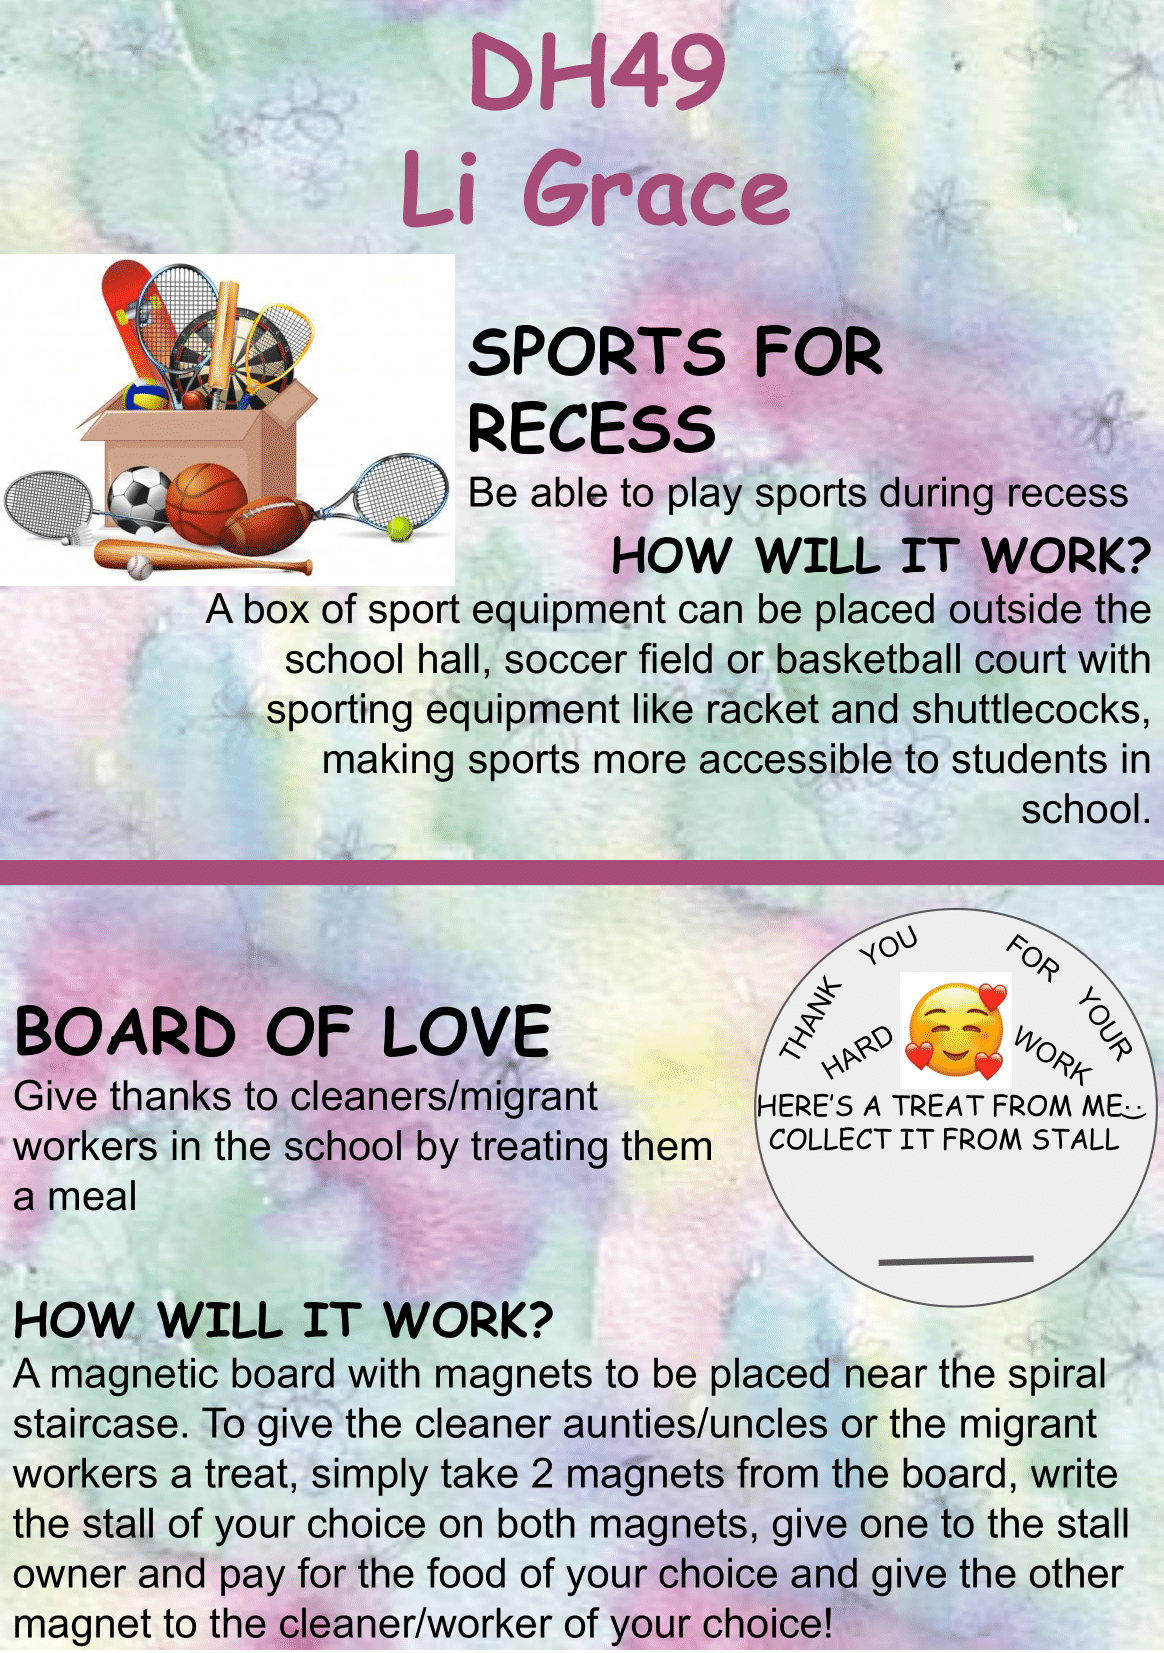 DH49
Li Grace
SPORTS FOR
RECESS
Be able to play sports during recess
HOW WILL IT WORK?
A box of sport equipment can be placed outside the
school hall, soccer field or basketball court with
sporting equipment like racket and shuttlecocks,
making sports more accessible to students in
school.
BOARD OF LOVE
Give thanks to cleaners/migrant
workers in the school by treating them
a meal
THANK YOU FOR YOUR
HARD WORK
HERE'S A TREAT FROM ME
COLLECT IT FROM STALL
HOW WILL IT WORK?
A magnetic board with magnets to be placed near the spiral
staircase. To give the cleaner aunties/uncles or the migrant
workers a treat, simply take 2 magnets from the board, write
the stall of your choice on both magnets, give one to the stall
owner and pay for the food of your choice and give the other
magnet to the cleaner/worker of your choice!